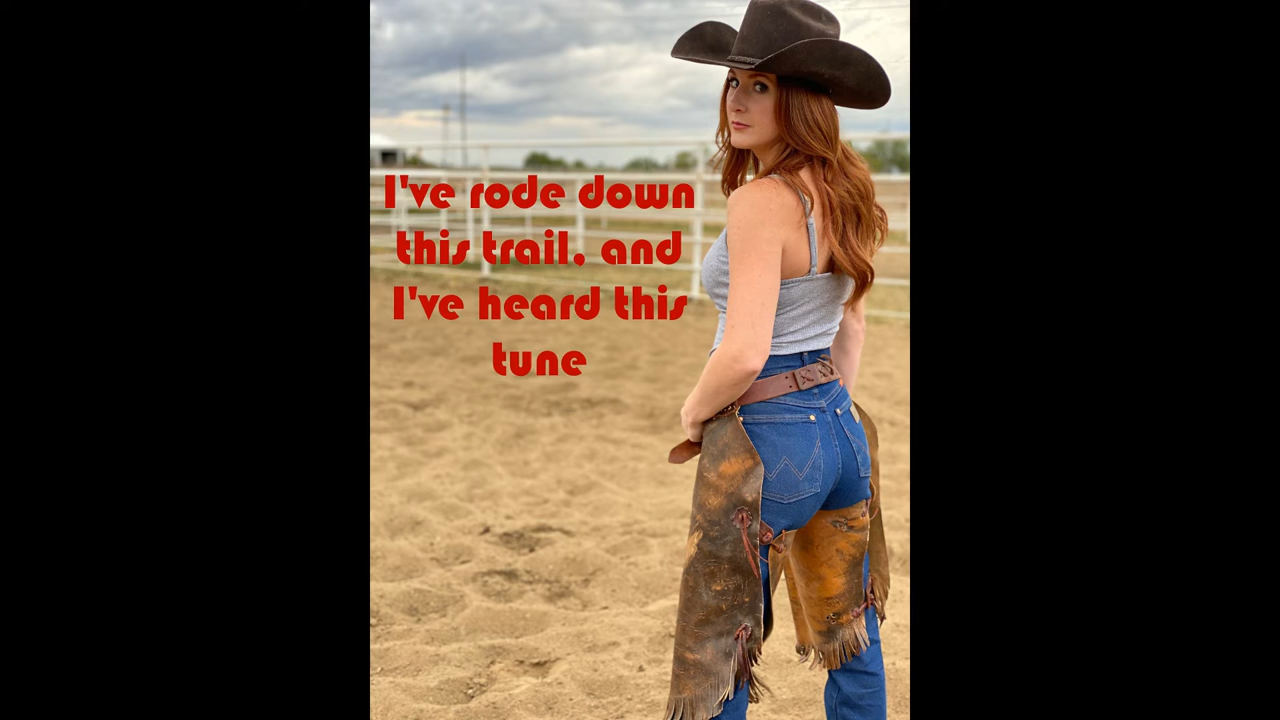 I've rode down
this trail, and
I've heard this
tune